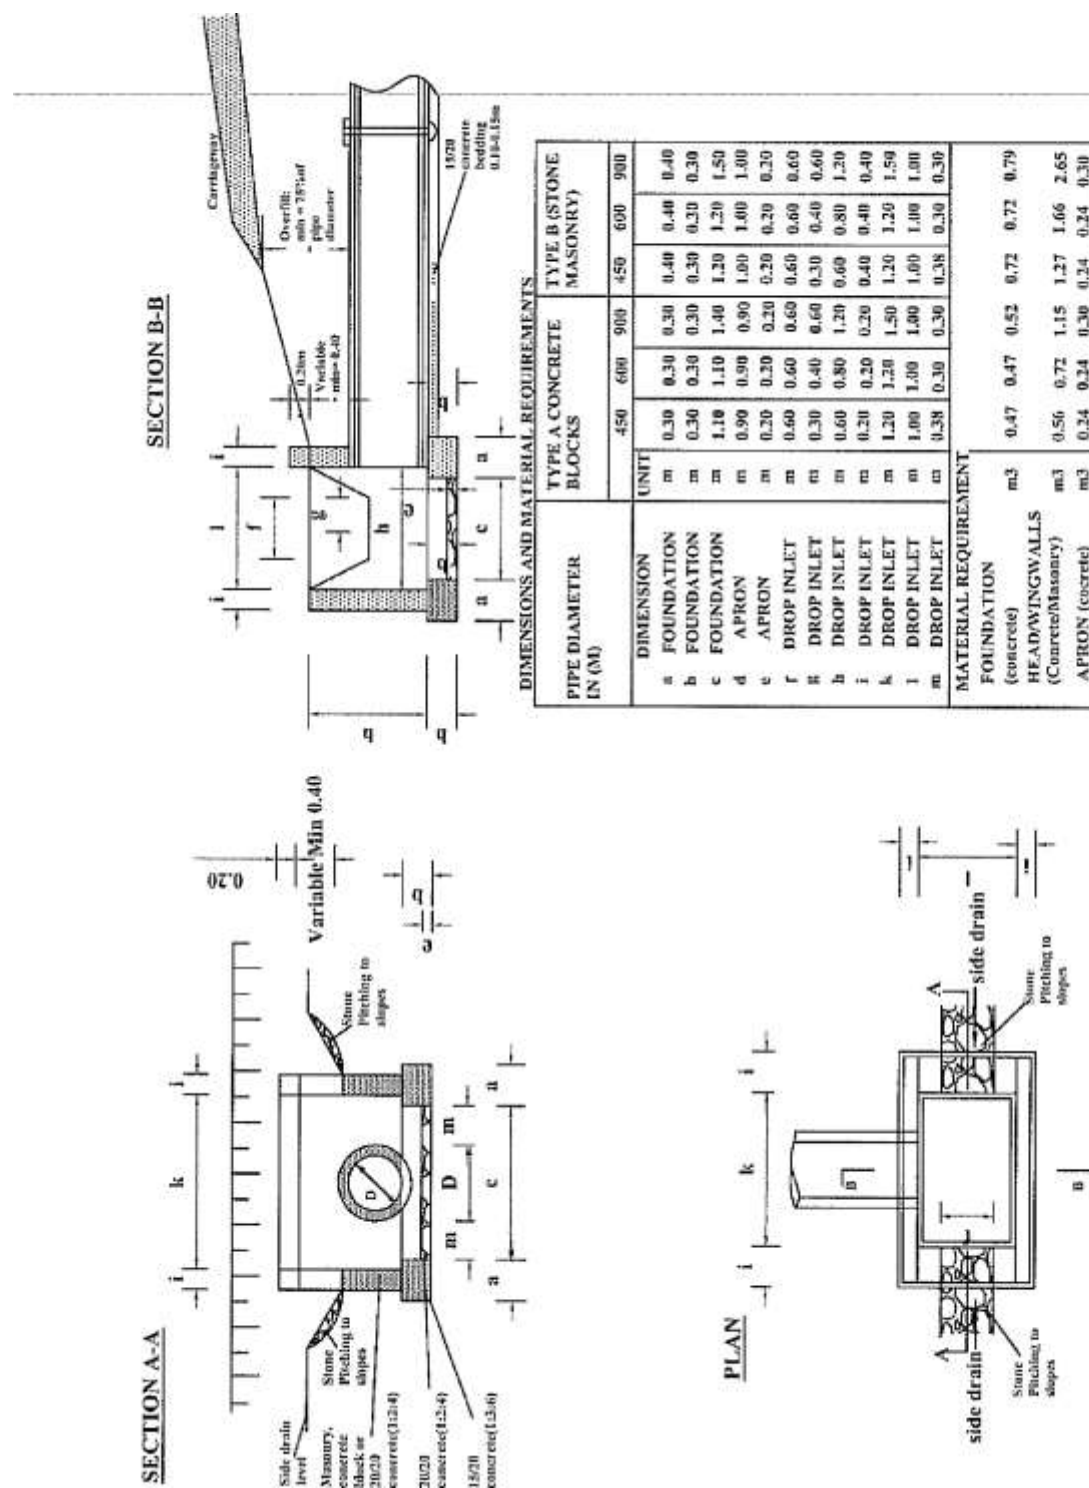 SECTION A-A
i
k
i
0.20
Variable Min 0.40
Side drain
level
Stone
Pitching to
slopes
Stone
Pitching to
slopes
Masonry,
concrete
block or
20/20
concrete(1:2:4)
20/20
concrete(1:2:4)
15/20
concrete(1:3:6)
D
a
m
D
m
a
c
b
e
SECTION B-B
i
l
i
f
g
h
e
b
b
a
c
a
0.20m
Variable
min= 0.40
Carriageway
Overfill:
min = 75%of
pipe
diameter
15/20
concrete
bedding
0.10-0.15m
PLAN
i
k
i
A
A
B
B
side drain
side drain
Stone
Pitching to
slopes
Stone
Pitching to
slopes
DIMENSIONS AND MATERIAL REQUIREMENTS
PIPE DIAMETER IN (M) TYPE A CONCRETE BLOCKS TYPE B (STONE MASONRY)
450 600 900 450 600 900
DIMENSION UNIT
a FOUNDATION m 0.30 0.30 0.30 0.40 0.40 0.40
b FOUNDATION m 0.30 0.30 0.30 0.30 0.30 0.30
c FOUNDATION m 1.10 1.10 1.40 1.20 1.20 1.50
d APRON m 0.90 0.90 0.90 1.00 1.00 1.00
e APRON m 0.20 0.20 0.20 0.20 0.20 0.20
f DROP INLET m 0.60 0.60 0.60 0.60 0.60 0.60
g DROP INLET m 0.30 0.40 0.60 0.30 0.40 0.60
h DROP INLET m 0.60 0.80 1.20 0.60 0.80 1.20
i DROP INLET m 0.20 0.20 0.20 0.40 0.40 0.40
k DROP INLET m 1.20 1.20 1.50 1.20 1.20 1.50
l DROP INLET m 1.00 1.00 1.00 1.00 1.00 1.00
m DROP INLET m 0.38 0.30 0.30 0.38 0.30 0.30
MATERIAL REQUIREMENT
FOUNDATION
(concrete) m3 0.47 0.47 0.52 0.72 0.72 0.79
HEAD/WINGWALLS
(Conrete/Masonry) m3 0.56 0.72 1.15 1.27 1.66 2.65
APRON (cocrete) m3 0.24 0.24 0.30 0.24 0.24 0.30